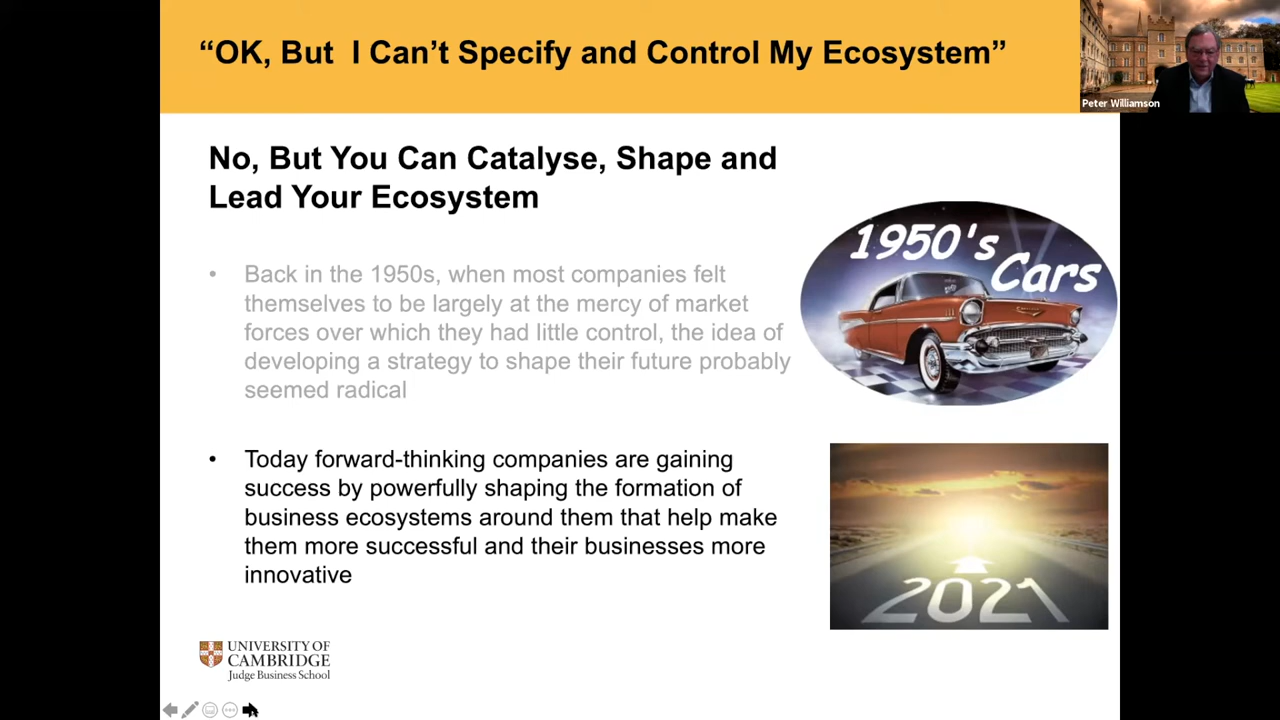 “OK, But  I Can’t Specify and Control My Ecosystem”
Peter Williamson
No, But You Can Catalyse, Shape and
Lead Your Ecosystem
• Back in the 1950s, when most companies felt
themselves to be largely at the mercy of market
forces over which they had little control, the idea of
developing a strategy to shape their future probably
seemed radical
1950's
Cars
• Today forward-thinking companies are gaining
success by powerfully shaping the formation of
business ecosystems around them that help make
them more successful and their businesses more
innovative
2021
UNIVERSITY OF
CAMBRIDGE
Judge Business School